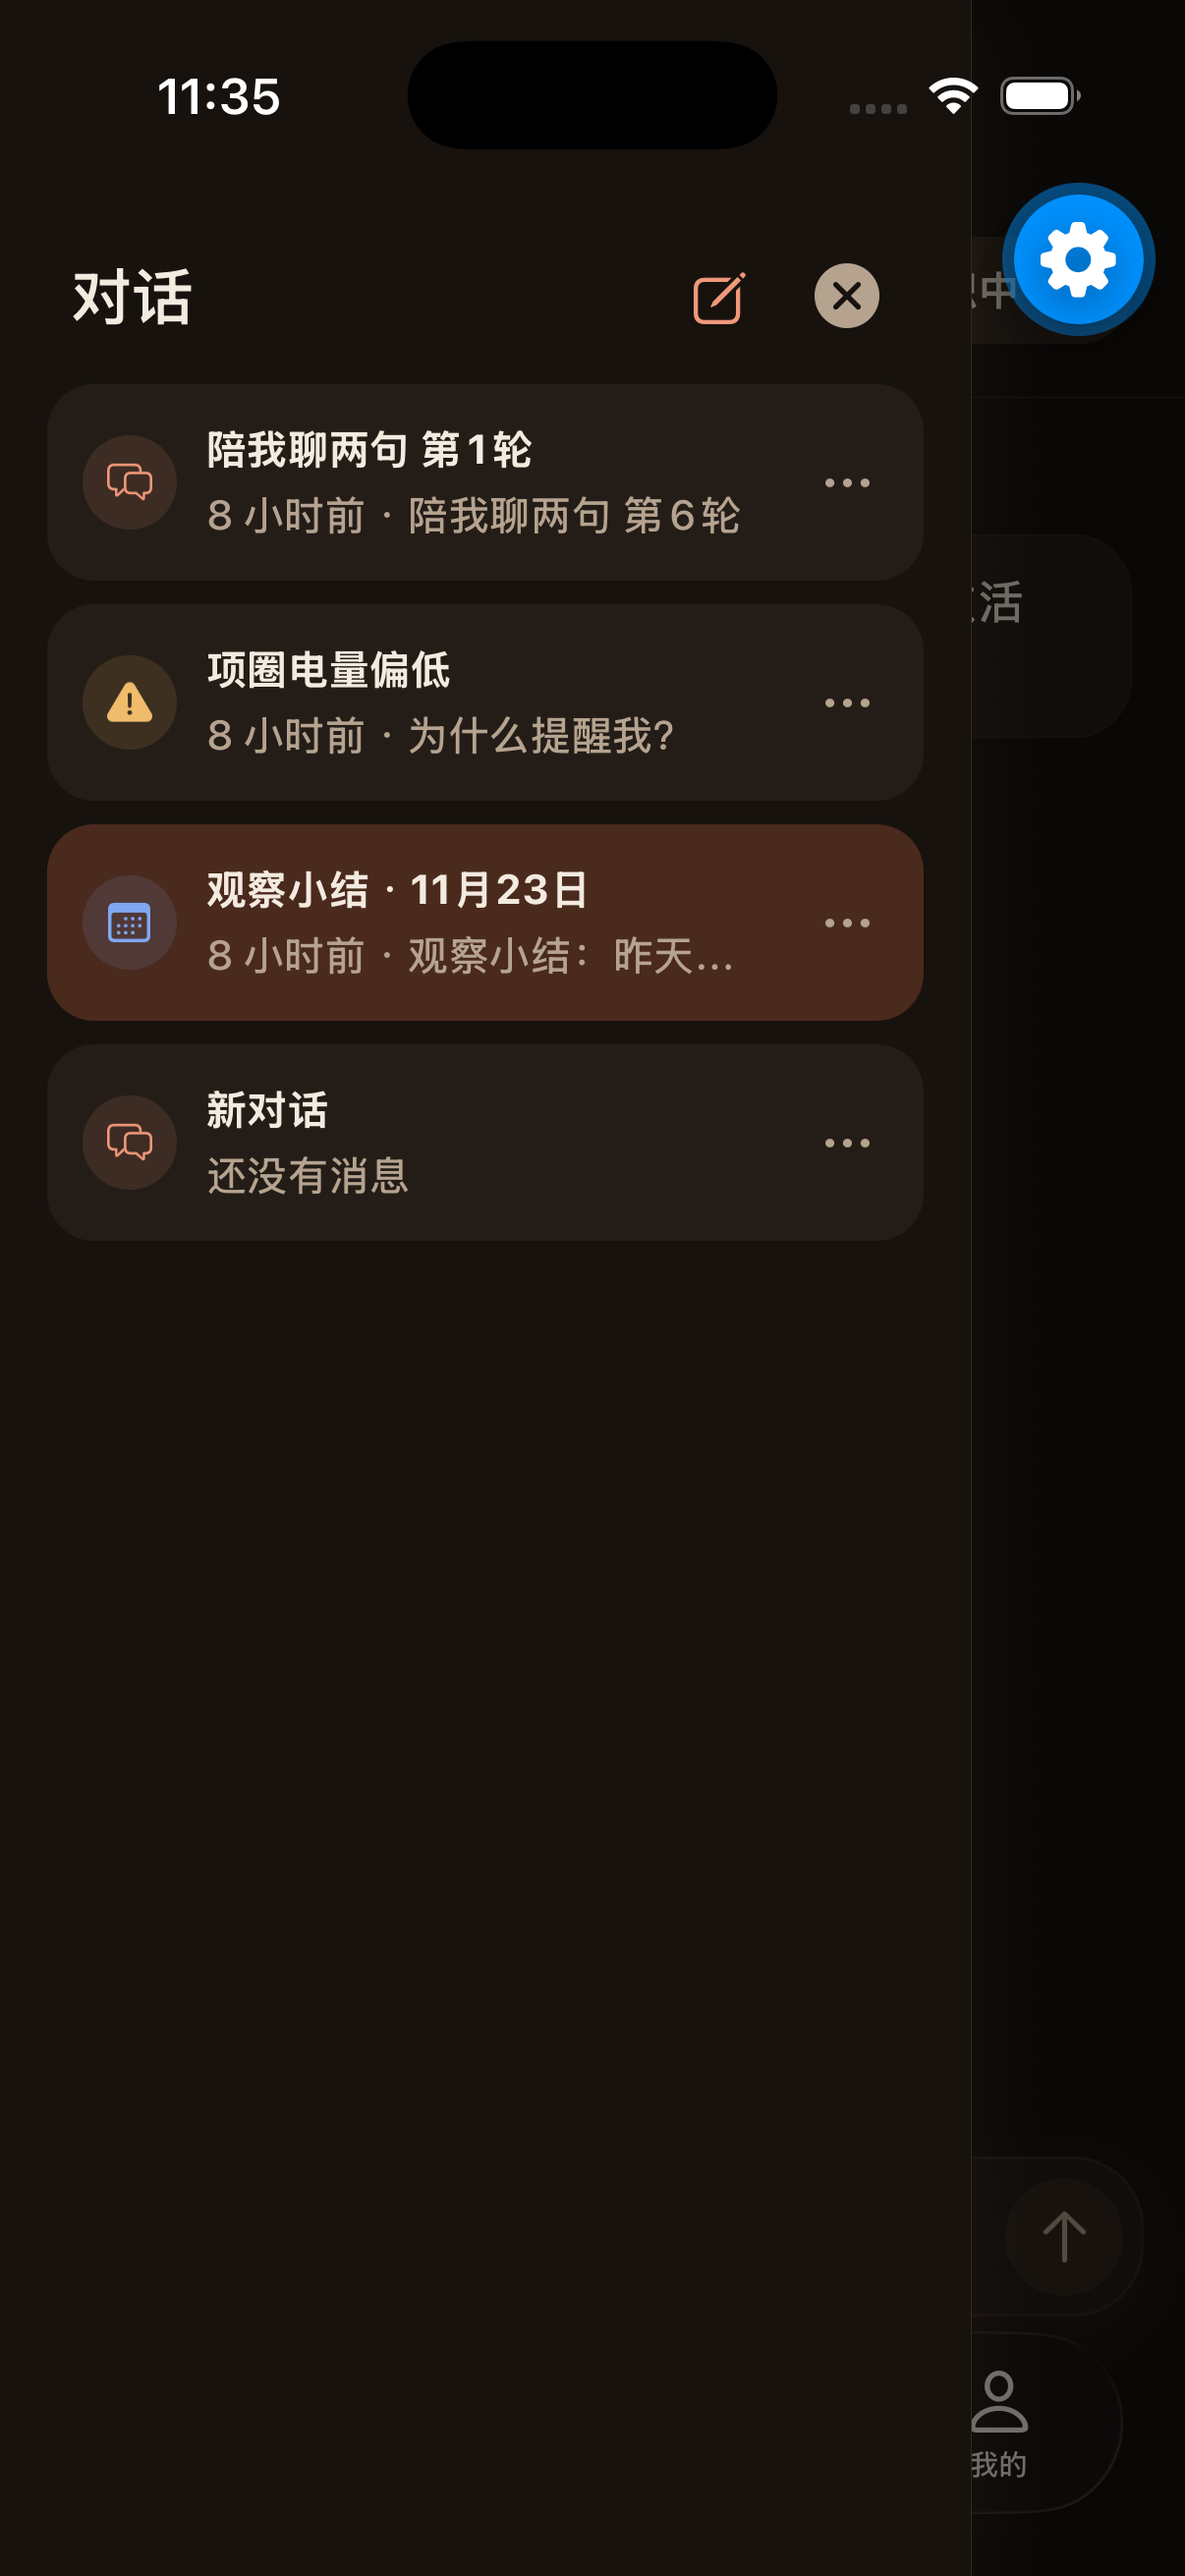 11:35
对话
中
陪我聊两句 第1轮
8 小时前 · 陪我聊两句 第6轮
活
项圈电量偏低
8 小时前 · 为什么提醒我?
观察小结 · 11月23日
8 小时前 · 观察小结：昨天...
新对话
还没有消息
我的